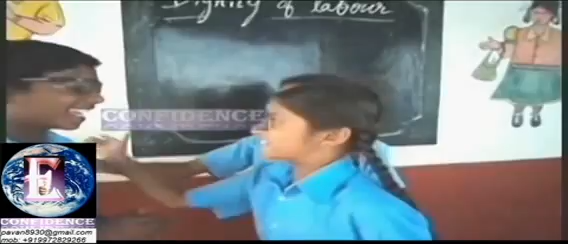 Dignity of labour
CONFIDENCE
E
CONFIDENCE
pavan8930@gmail.com
mob: +919972829266